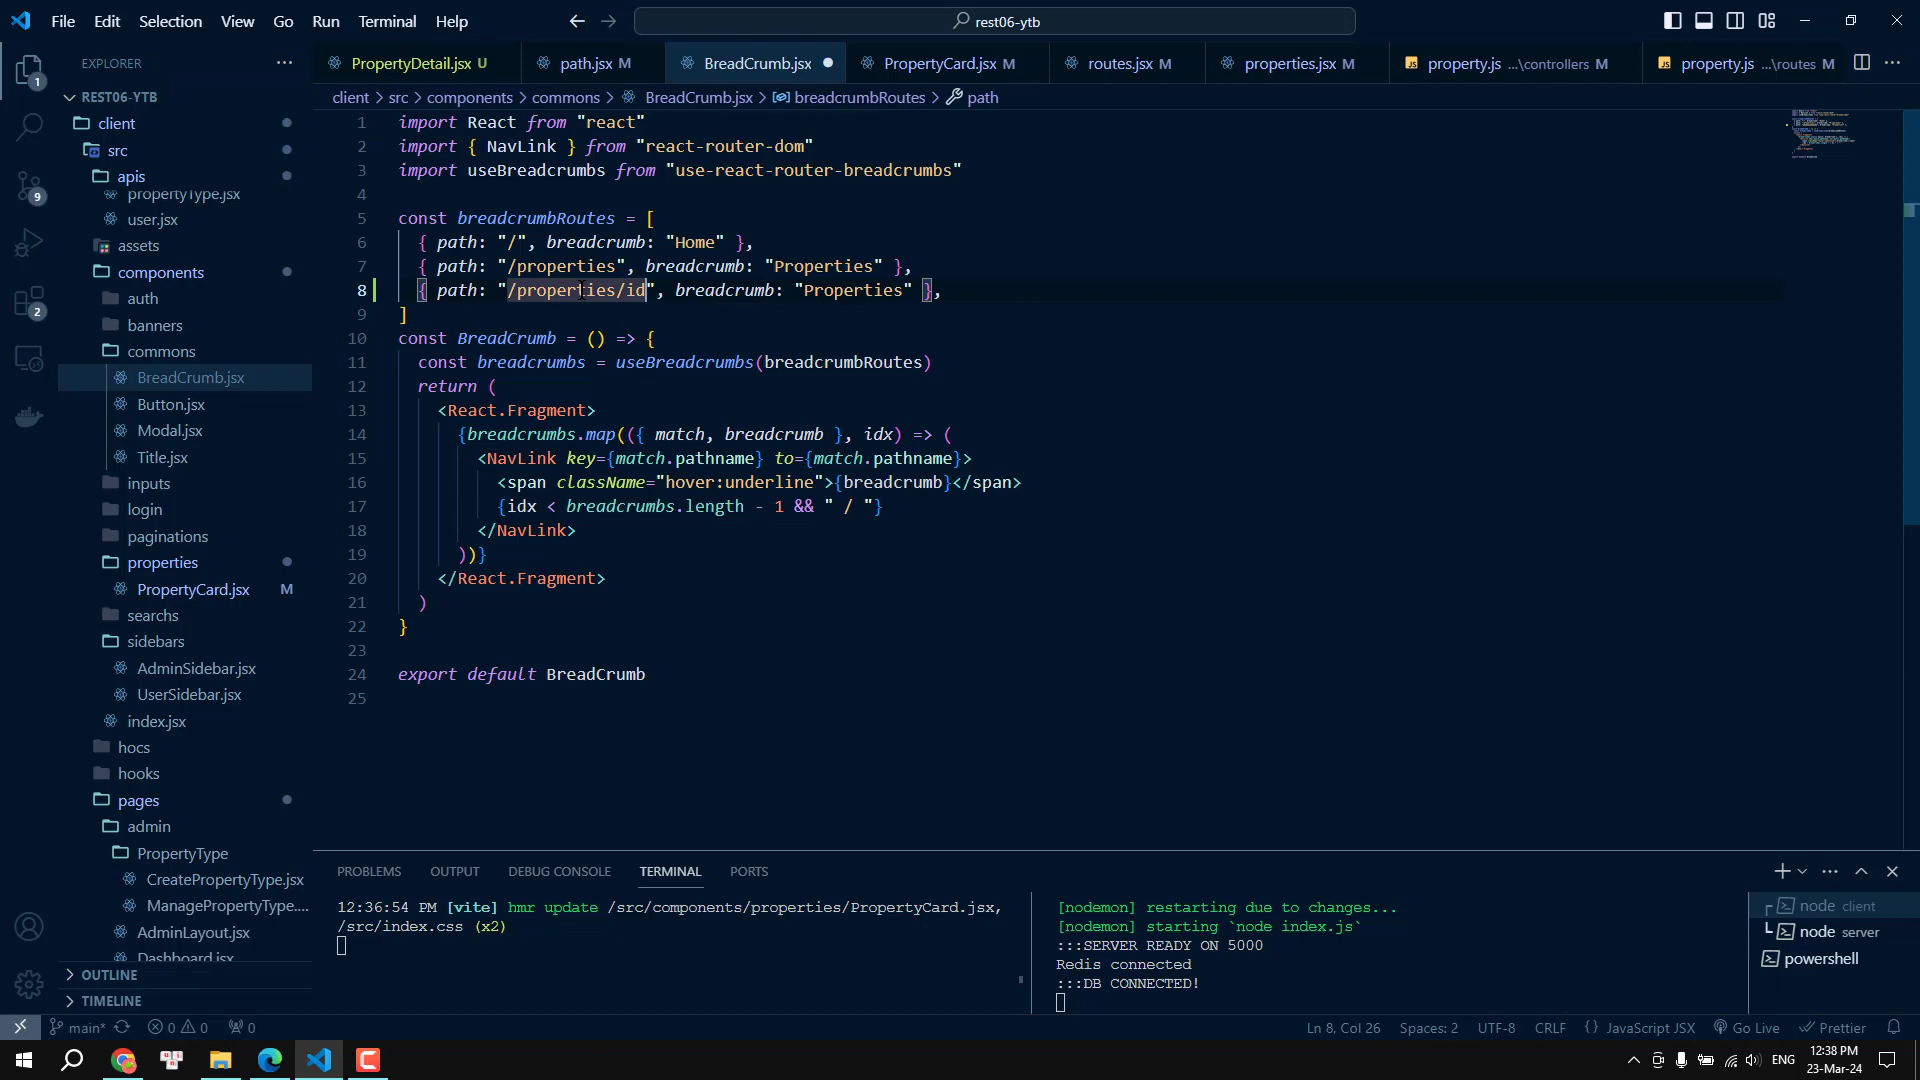 File Edit Selection View Go Run Terminal Help
rest06-ytb
EXPLORER
PropertyDetail.jsx U
path.jsx M
BreadCrumb.jsx
PropertyCard.jsx M
routes.jsx M
properties.jsx M
property.js ...\controllers M
property.js ...\routes M
client > src > components > commons > BreadCrumb.jsx > breadcrumbRoutes > path
REST06-YTB
client
src
apis
propertyType.jsx
user.jsx
assets
components
auth
banners
commons
BreadCrumb.jsx
Button.jsx
Modal.jsx
Title.jsx
inputs
login
paginations
properties
PropertyCard.jsx M
searchs
sidebars
AdminSidebar.jsx
UserSidebar.jsx
index.jsx
hocs
hooks
pages
admin
PropertyType
CreatePropertyType.jsx
ManagePropertyType....
AdminLayout.jsx
Dashboard.jsx
OUTLINE
TIMELINE
1
9
2
1 import React from "react"
2 import { NavLink } from "react-router-dom"
3 import useBreadcrumbs from "use-react-router-breadcrumbs"
4
5 const breadcrumbRoutes = [
6 { path: "/", breadcrumb: "Home" },
7 { path: "/properties", breadcrumb: "Properties" },
8 { path: "/properties/id", breadcrumb: "Properties" },
9 ]
10 const BreadCrumb = () => {
11 const breadcrumbs = useBreadcrumbs(breadcrumbRoutes)
12 return (
13 <React.Fragment>
14 {breadcrumbs.map(({ match, breadcrumb }, idx) => (
15 <NavLink key={match.pathname} to={match.pathname}>
16 <span className="hover:underline">{breadcrumb}</span>
17 {idx < breadcrumbs.length - 1 && " / "}
18 </NavLink>
19 ))}
20 </React.Fragment>
21 )
22 }
23
24 export default BreadCrumb
25
PROBLEMS OUTPUT DEBUG CONSOLE TERMINAL PORTS
12:36:54 PM [vite] hmr update /src/components/properties/PropertyCard.jsx,
/src/index.css (x2)
[nodemon] restarting due to changes...
[nodemon] starting `node index.js`
:::SERVER READY ON 5000
Redis connected
:::DB CONNECTED!
node client
node server
powershell
main* 0 0 0
Ln 8, Col 26 Spaces: 2 UTF-8 CRLF { } JavaScript JSX Go Live Prettier
ENG
12:38 PM
23-Mar-24